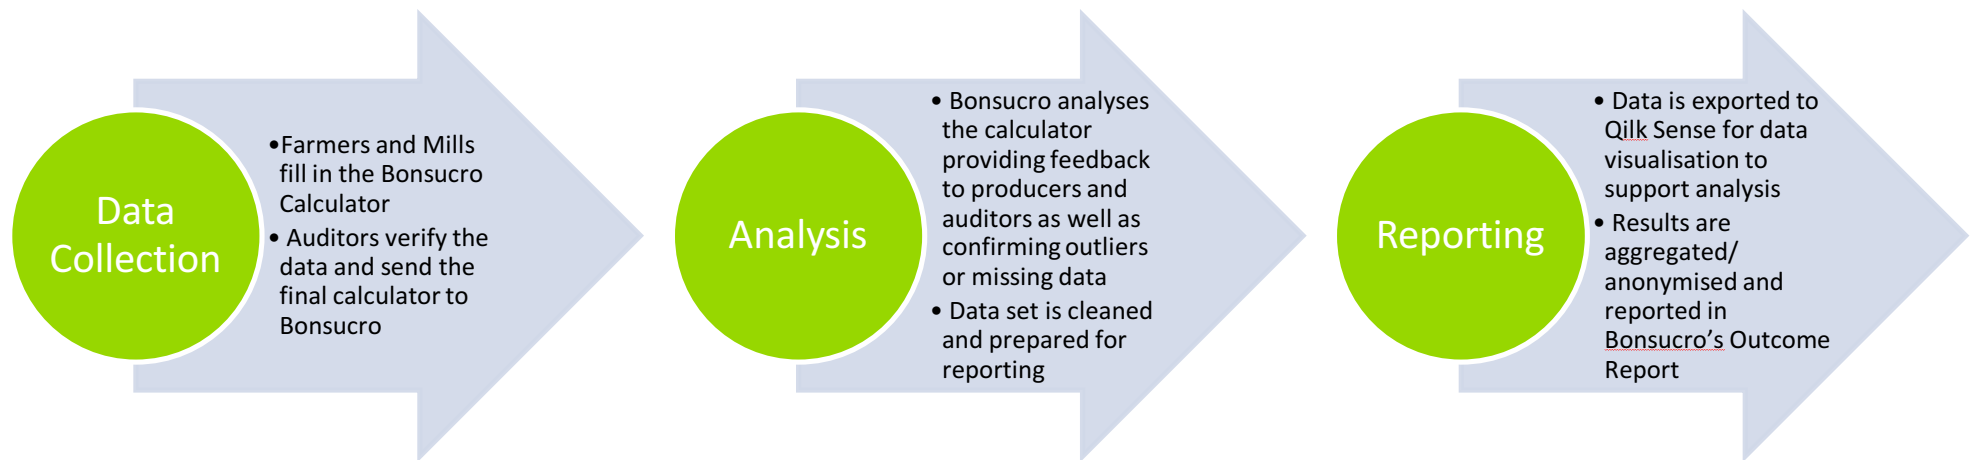 Data
Collection
•Farmers and Mills
fill in the Bonsucro
Calculator
• Auditors verify the
data and send the
final calculator to
Bonsucro
Analysis
• Bonsucro analyses
the calculator
providing feedback
to producers and
auditors as well as
confirming outliers
or missing data
• Data set is cleaned
and prepared for
reporting
Reporting
• Data is exported to
Qilk Sense for data
visualisation to
support analysis
• Results are
aggregated/
anonymised and
reported in
Bonsucro’s Outcome
Report